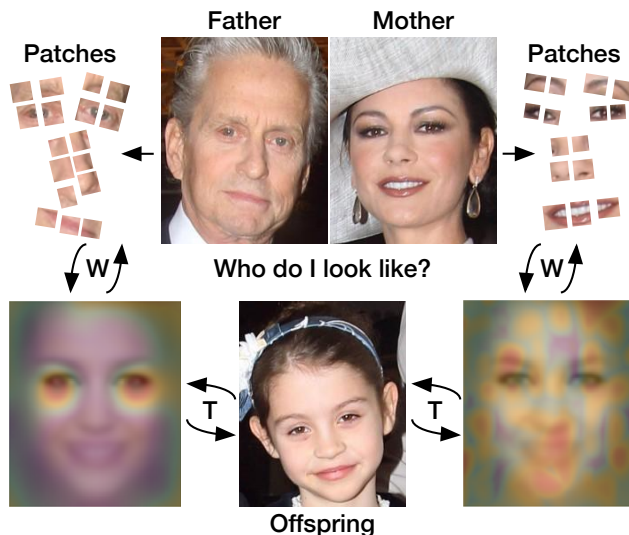 Father
Mother
Patches
Patches
W
Who do I look like?
W
T
T
Offspring